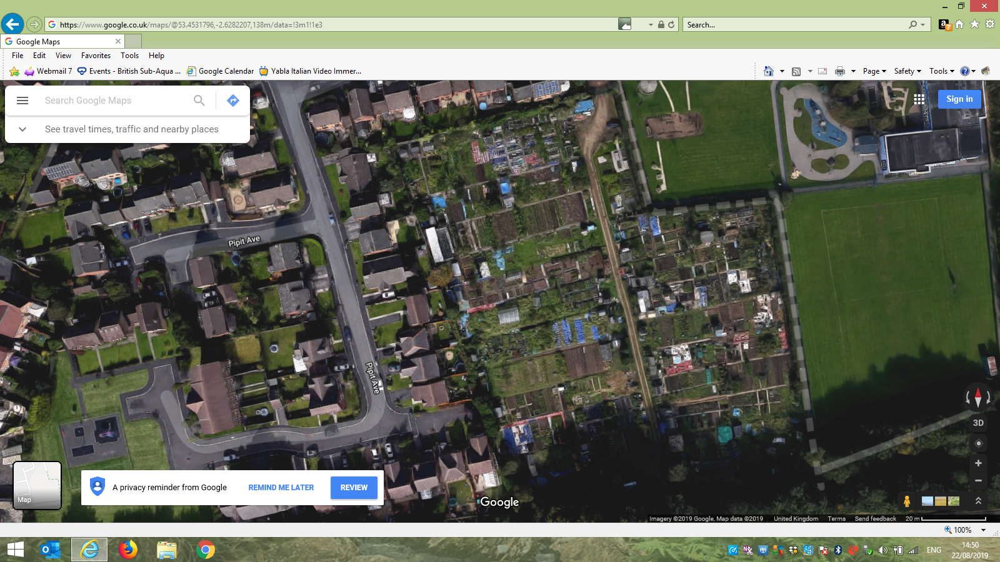 https://www.google.co.uk/maps/@53.4531796,-2.6282207,138m/data=!3m1!1e3
Search...
a 7
Google Maps
File Edit View Favorites Tools Help
Webmail 7 Events - British Sub-Aqua ... Google Calendar Yabla Italian Video Immer...
Page Safety Tools
Search Google Maps
Sign in
See travel times, traffic and nearby places
Pipit Ave
Pipit Ave
3D
Map
A privacy reminder from Google REMIND ME LATER REVIEW
Google
Imagery ©2019 Google, Map data ©2019 United Kingdom Terms Send feedback 20 m
100%
ENG
14:50
22/08/2019